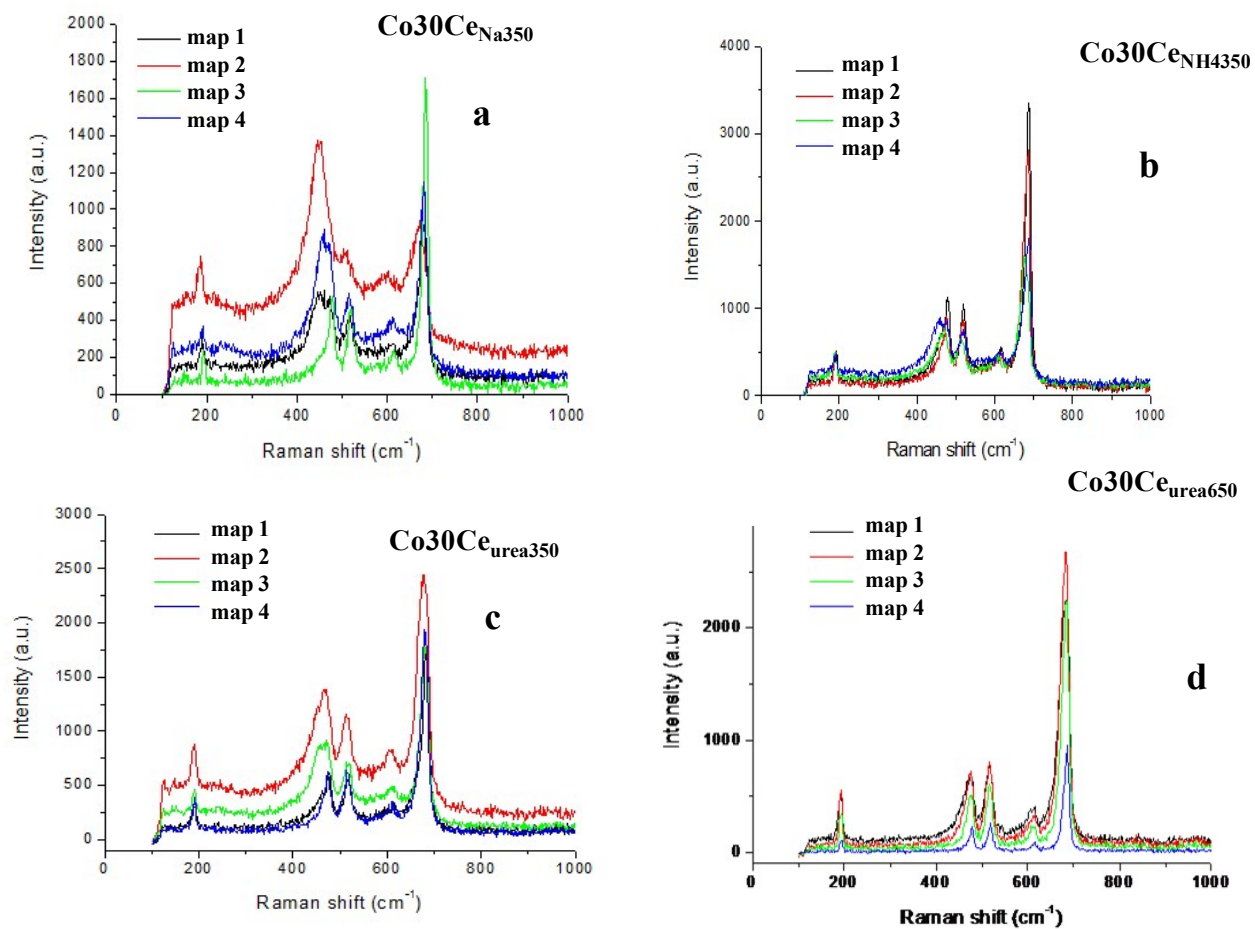 Co30CeNa350
map 1
map 2
map 3
map 4
a
Intensity (a.u.)
2000
1800
1600
1400
1200
1000
800
600
400
200
0
0 200 400 600 800 1000
Raman shift (cm-1)
Co30CeNH4350
map 1
map 2
map 3
map 4
b
Intensity (a.u.)
4000
3000
2000
1000
0
0 200 400 600 800 1000
Raman shift (cm-1)
Co30Ceurea350
map 1
map 2
map 3
map 4
c
Intensity (a.u.)
3000
2500
2000
1500
1000
500
0
0 200 400 600 800 1000
Raman shift (cm-1)
Co30Ceurea650
map 1
map 2
map 3
map 4
d
Intensity (a.u.)
2000
1000
0
0 200 400 600 800 1000
Raman shift (cm-1)